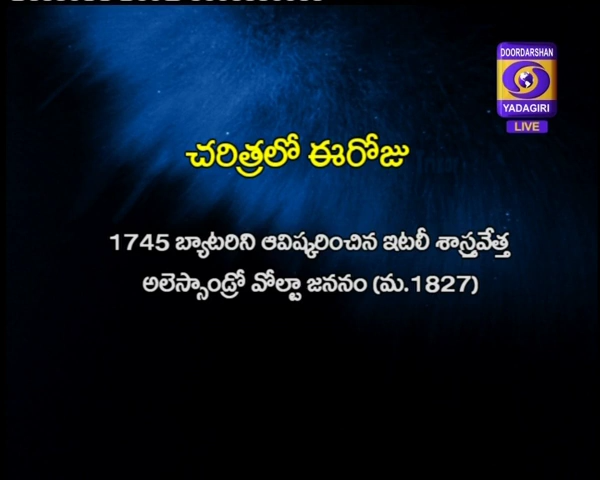 DOORDARSHAN
YADAGIRI
LIVE
చరిత్రలో ఈరోజు
1745 బ్యాటరిని ఆవిష్కరించిన ఇటలీ శాస్త్రవేత్త
అలెస్సాండ్రో వోల్టా జననం (మ.1827)